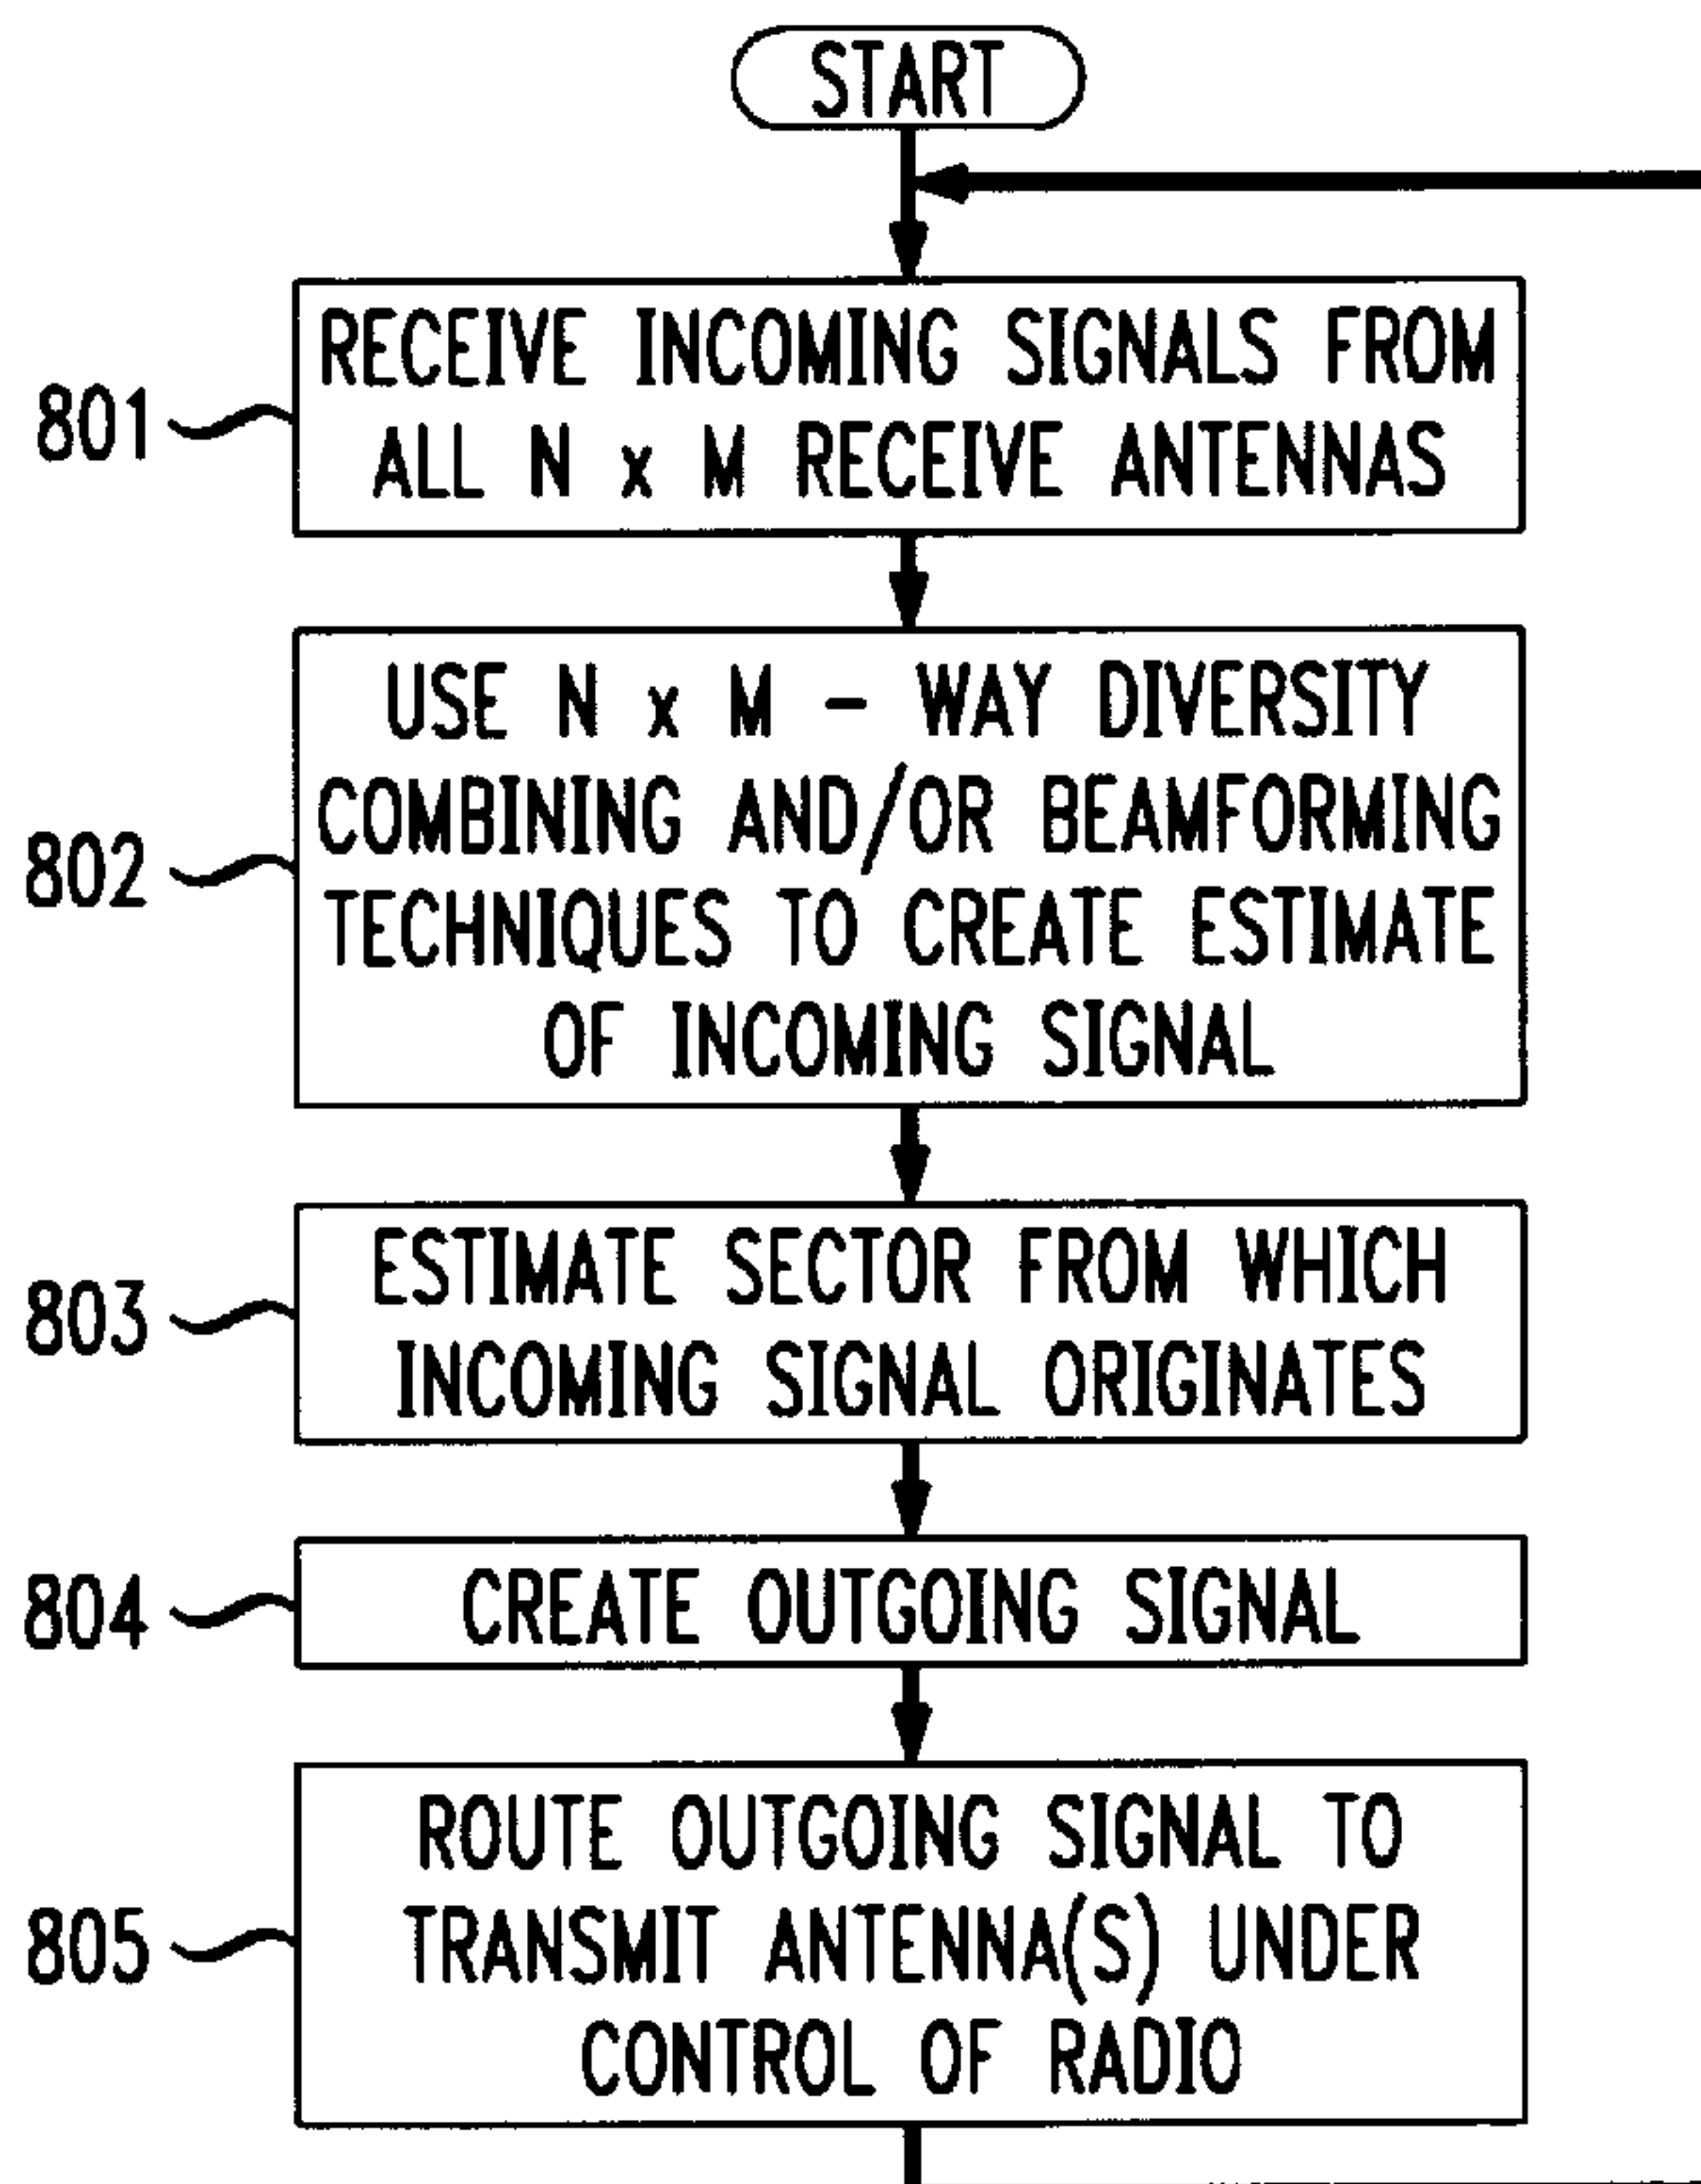 START
801
RECEIVE INCOMING SIGNALS FROM
ALL N x M RECEIVE ANTENNAS
802
USE N x M - WAY DIVERSITY
COMBINING AND/OR BEAMFORMING
TECHNIQUES TO CREATE ESTIMATE
OF INCOMING SIGNAL
803
ESTIMATE SECTOR FROM WHICH
INCOMING SIGNAL ORIGINATES
804
CREATE OUTGOING SIGNAL
805
ROUTE OUTGOING SIGNAL TO
TRANSMIT ANTENNA(S) UNDER
CONTROL OF RADIO